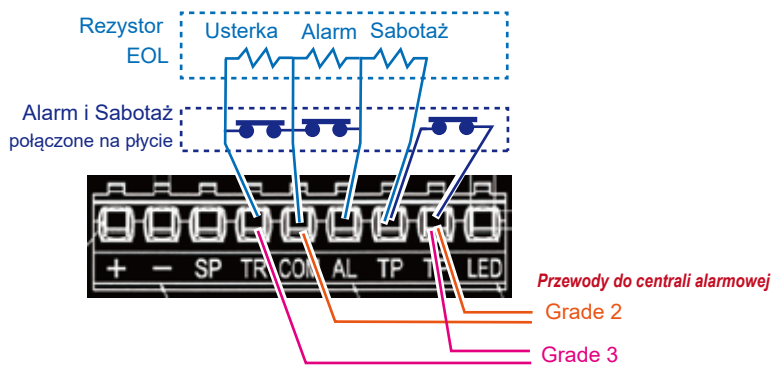 Rezystor
EOL
Usterka Alarm Sabotaż
Alarm i Sabotaż
połączone na płycie
+ − SP TR COM AL TP TP LED
Przewody do centrali alarmowej
Grade 2
Grade 3